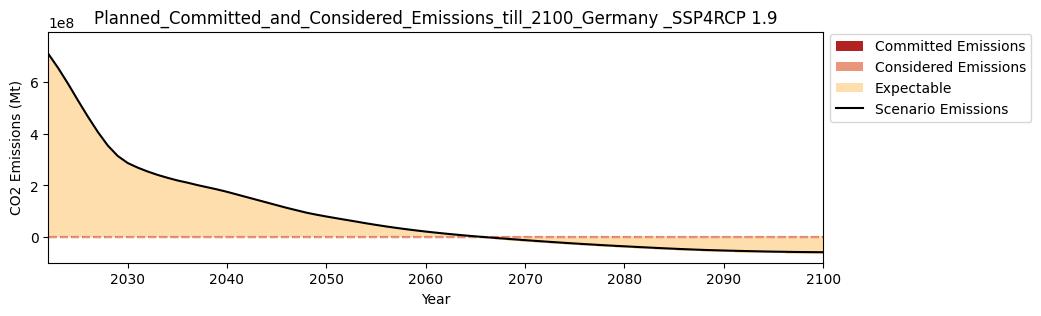 Planned_Committed_and_Considered_Emissions_till_2100_Germany _SSP4RCP 1.9
1e8
6
4
2
0
CO2 Emissions (Mt)
2030 2040 2050 2060 2070 2080 2090 2100
Year
Committed Emissions
Considered Emissions
Expectable
Scenario Emissions